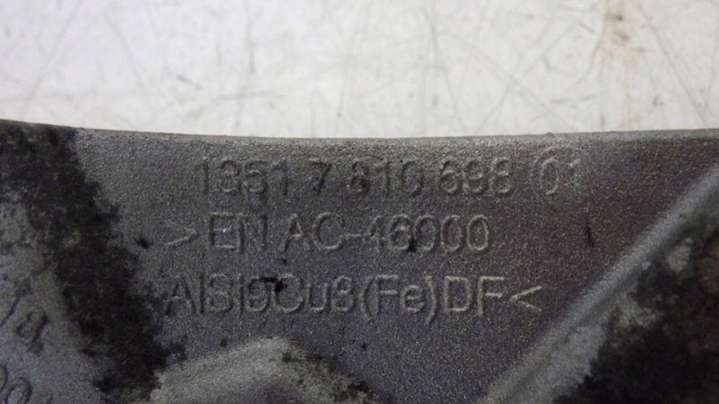 1351 7 810 698 01
>EN AC-46000
AlSi9Cu3(Fe)DF<